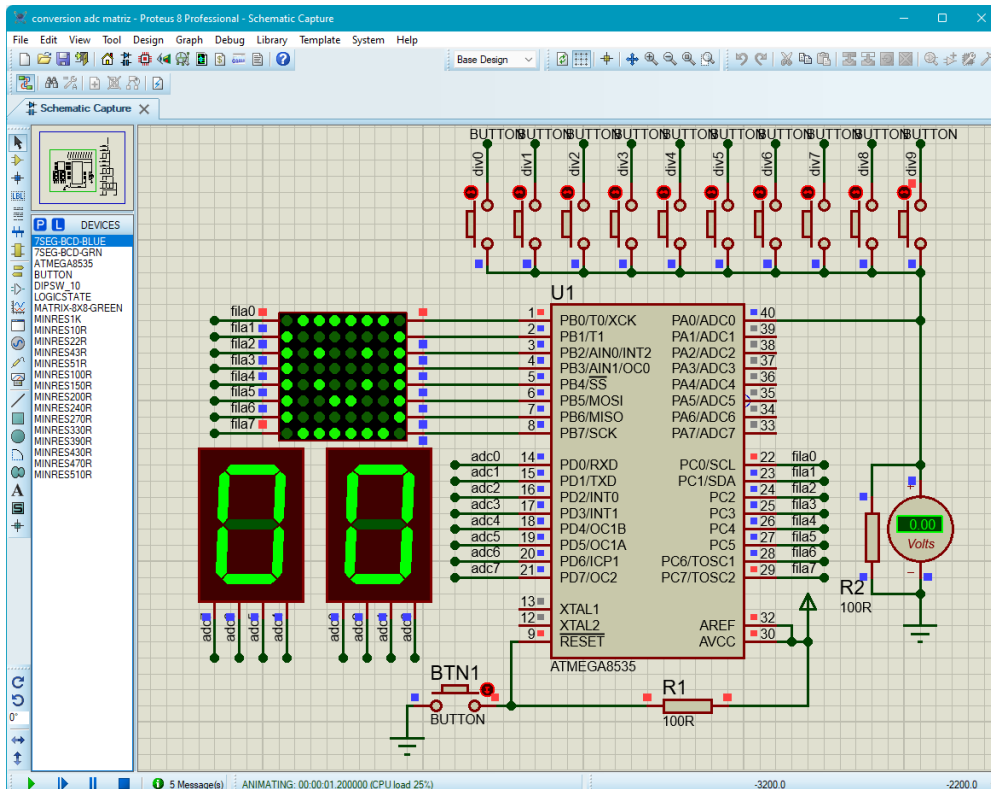 conversion adc matriz - Proteus 8 Professional - Schematic Capture
File Edit View Tool Design Graph Debug Library Template System Help
Base Design
Schematic Capture
P L DEVICES
7SEG-BCD-BLUE
7SEG-BCD-GRN
ATMEGA8535
BUTTON
DIPSW_10
LOGICSTATE
MATRIX-8X8-GREEN
MINRES1K
MINRES10R
MINRES22R
MINRES43R
MINRES51R
MINRES100R
MINRES150R
MINRES200R
MINRES240R
MINRES270R
MINRES330R
MINRES390R
MINRES430R
MINRES470R
MINRES510R
LBL
A
S
0°
BUTTON BUTTON BUTTON BUTTON BUTTON BUTTON BUTTON BUTTON BUTTON BUTTON
div0 div1 div2 div3 div4 div5 div6 div7 div8 div9
U1
fila0 1 PB0/T0/XCK PA0/ADC0 40
fila1 2 PB1/T1 PA1/ADC1 39
fila2 3 PB2/AIN0/INT2 PA2/ADC2 38
fila3 4 PB3/AIN1/OC0 PA3/ADC3 37
fila4 5 PB4/SS PA4/ADC4 36
fila5 6 PB5/MOSI PA5/ADC5 35
fila6 7 PB6/MISO PA6/ADC6 34
fila7 8 PB7/SCK PA7/ADC7 33
adc0 14 PD0/RXD PC0/SCL 22 fila0
adc1 15 PD1/TXD PC1/SDA 23 fila1
adc2 16 PD2/INT0 PC2 24 fila2
adc3 17 PD3/INT1 PC3 25 fila3
adc4 18 PD4/OC1B PC4 26 fila4
adc5 19 PD5/OC1A PC5 27 fila5
adc6 20 PD6/ICP1 PC6/TOSC1 28 fila6
adc7 21 PD7/OC2 PC7/TOSC2 29 fila7
13 XTAL1
12 XTAL2 AREF 32
9 RESET AVCC 30
ATMEGA8535
0 0
+
0.00
Volts
R2
100R
BTN1
BUTTON
R1
100R
5 Message(s) ANIMATING: 00:00:01.200000 (CPU load 25%) -3200.0 -2200.0